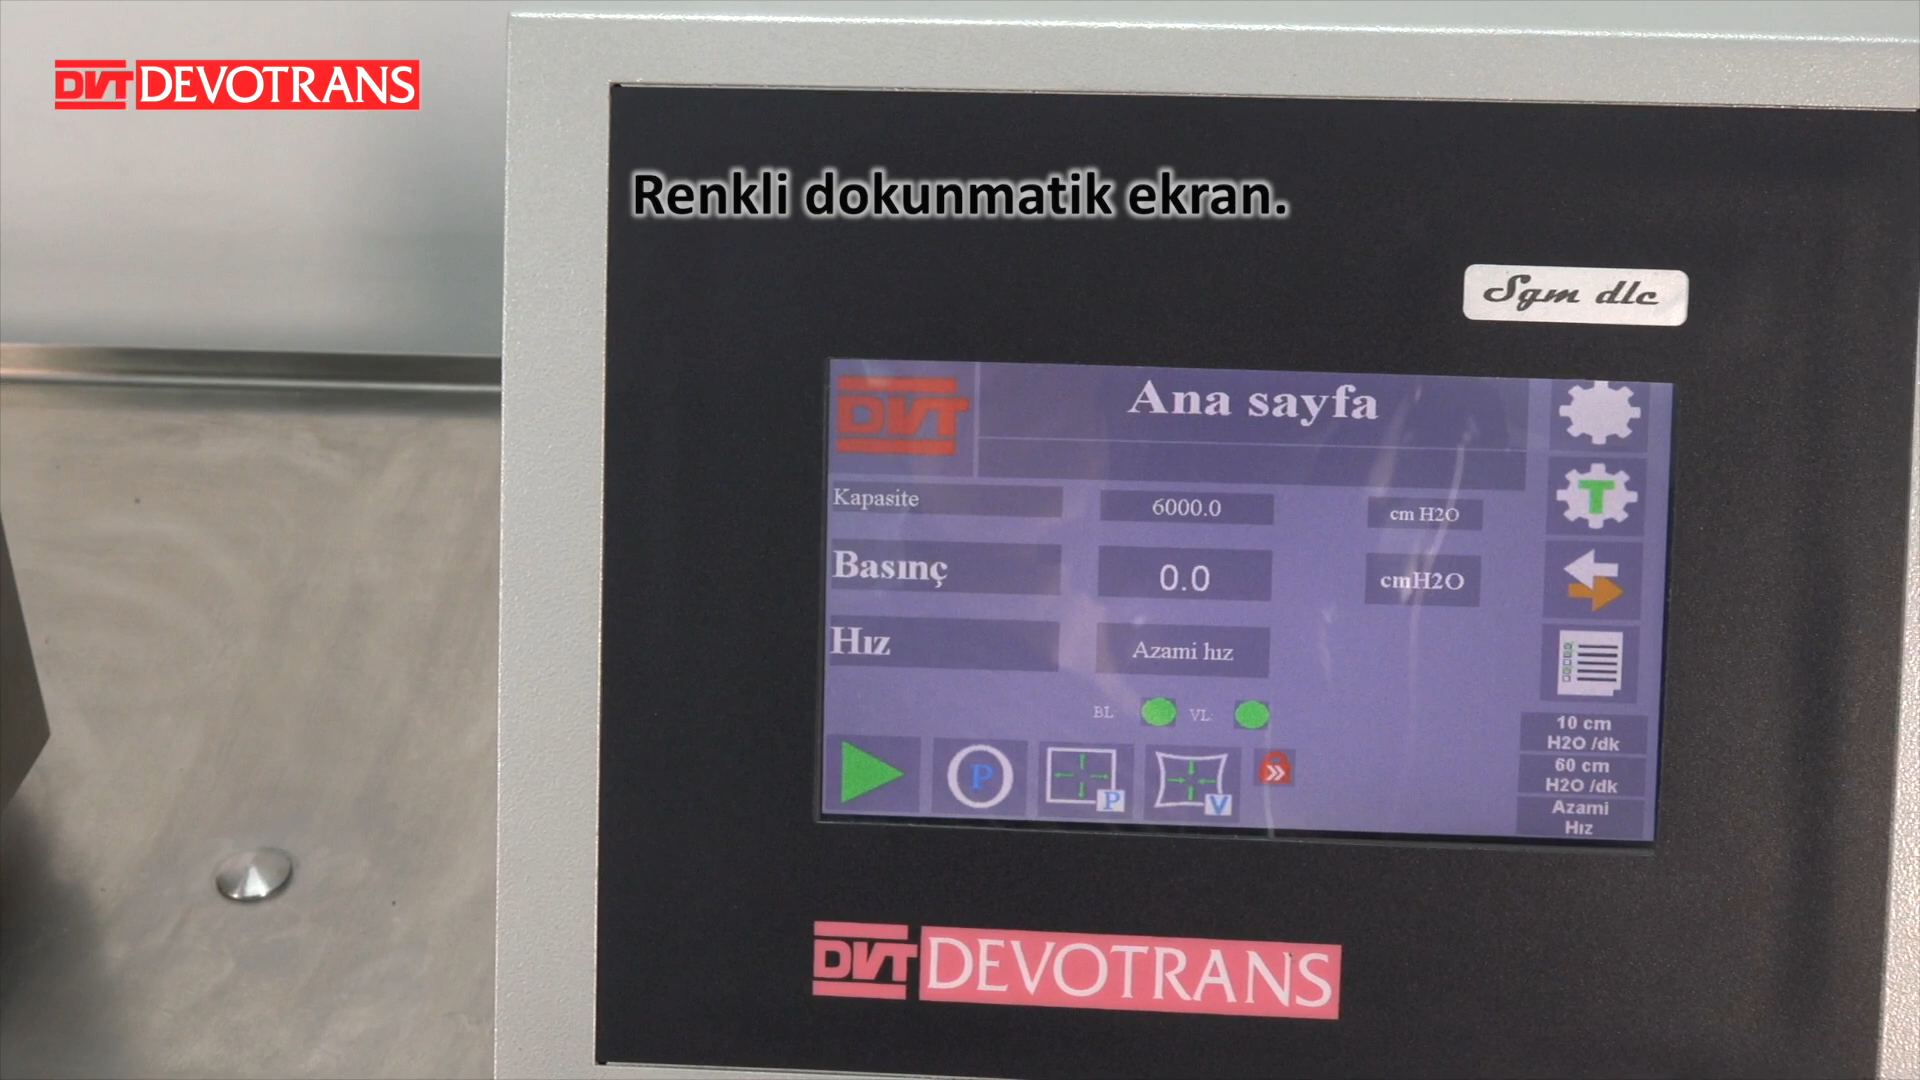 DVT DEVOTRANS
Renkli dokunmatik ekran.
Sgm dlc
DVT
Ana sayfa
Kapasite 6000.0 cm H2O
T
Basınç 0.0 cmH2O
Hız Azami hız
BL: VL:
10 cm
H2O /dk
60 cm
H2O /dk
Azami
Hız
P P V
DVT DEVOTRANS